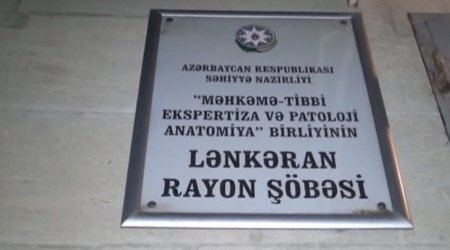 AZƏRBAYCAN RESPUBLİKASI
SƏHİYYƏ NAZİRLİYİ
“MƏHKƏMƏ-TİBBİ
EKSPERTİZA VƏ PATOLOJİ
ANATOMİYA” BİRLİYİNİN
LƏNKƏRAN
RAYON ŞÖBƏSİ